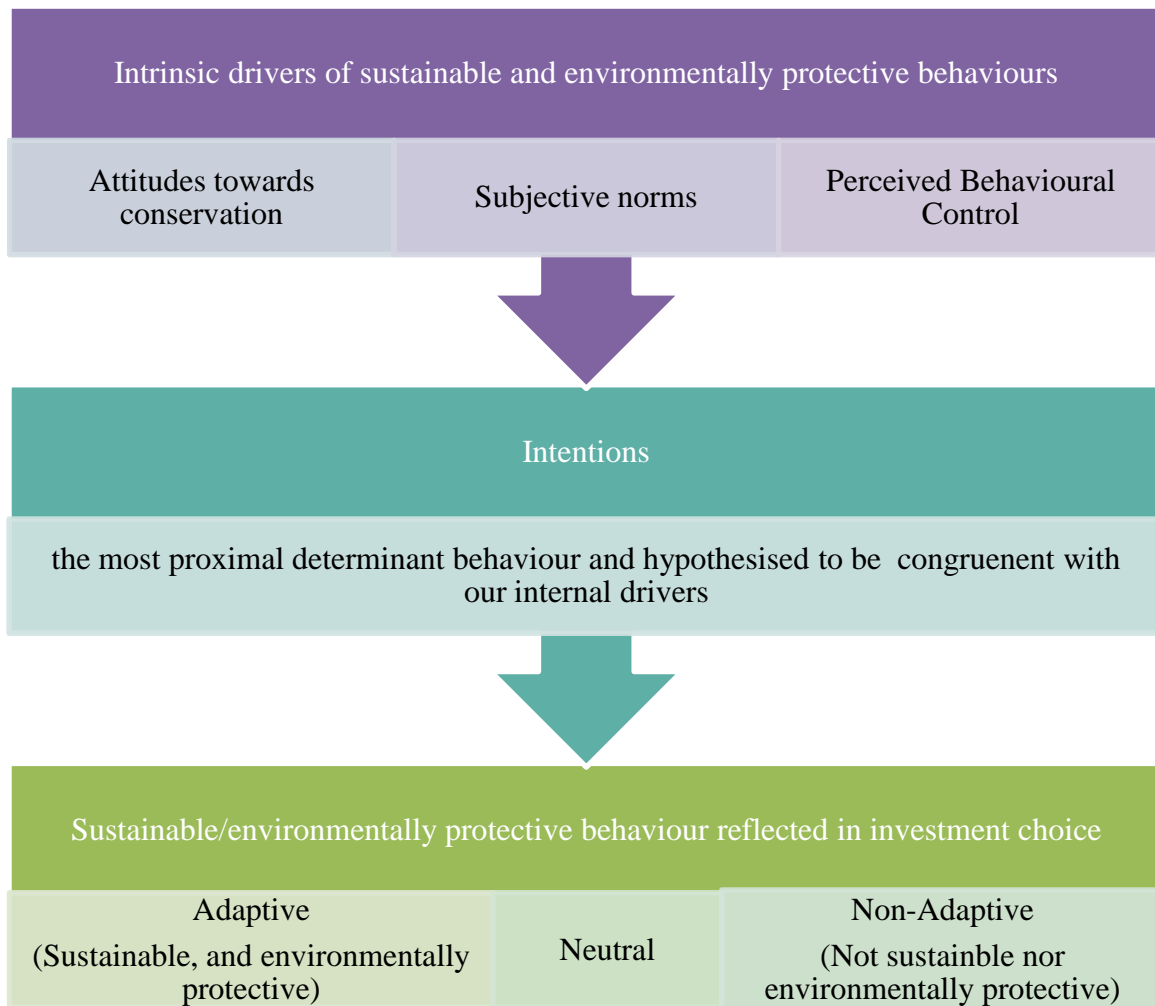 Intrinsic drivers of sustainable and environmentally protective behaviours
Attitudes towards
conservation
Subjective norms
Perceived Behavioural
Control
Intentions
the most proximal determinant behaviour and hypothesised to be  congruenent with
our internal drivers
Sustainable/environmentally protective behaviour reflected in investment choice
Adaptive
(Sustainable, and environmentally
protective)
Neutral
Non-Adaptive
(Not sustainble nor
environmentally protective)